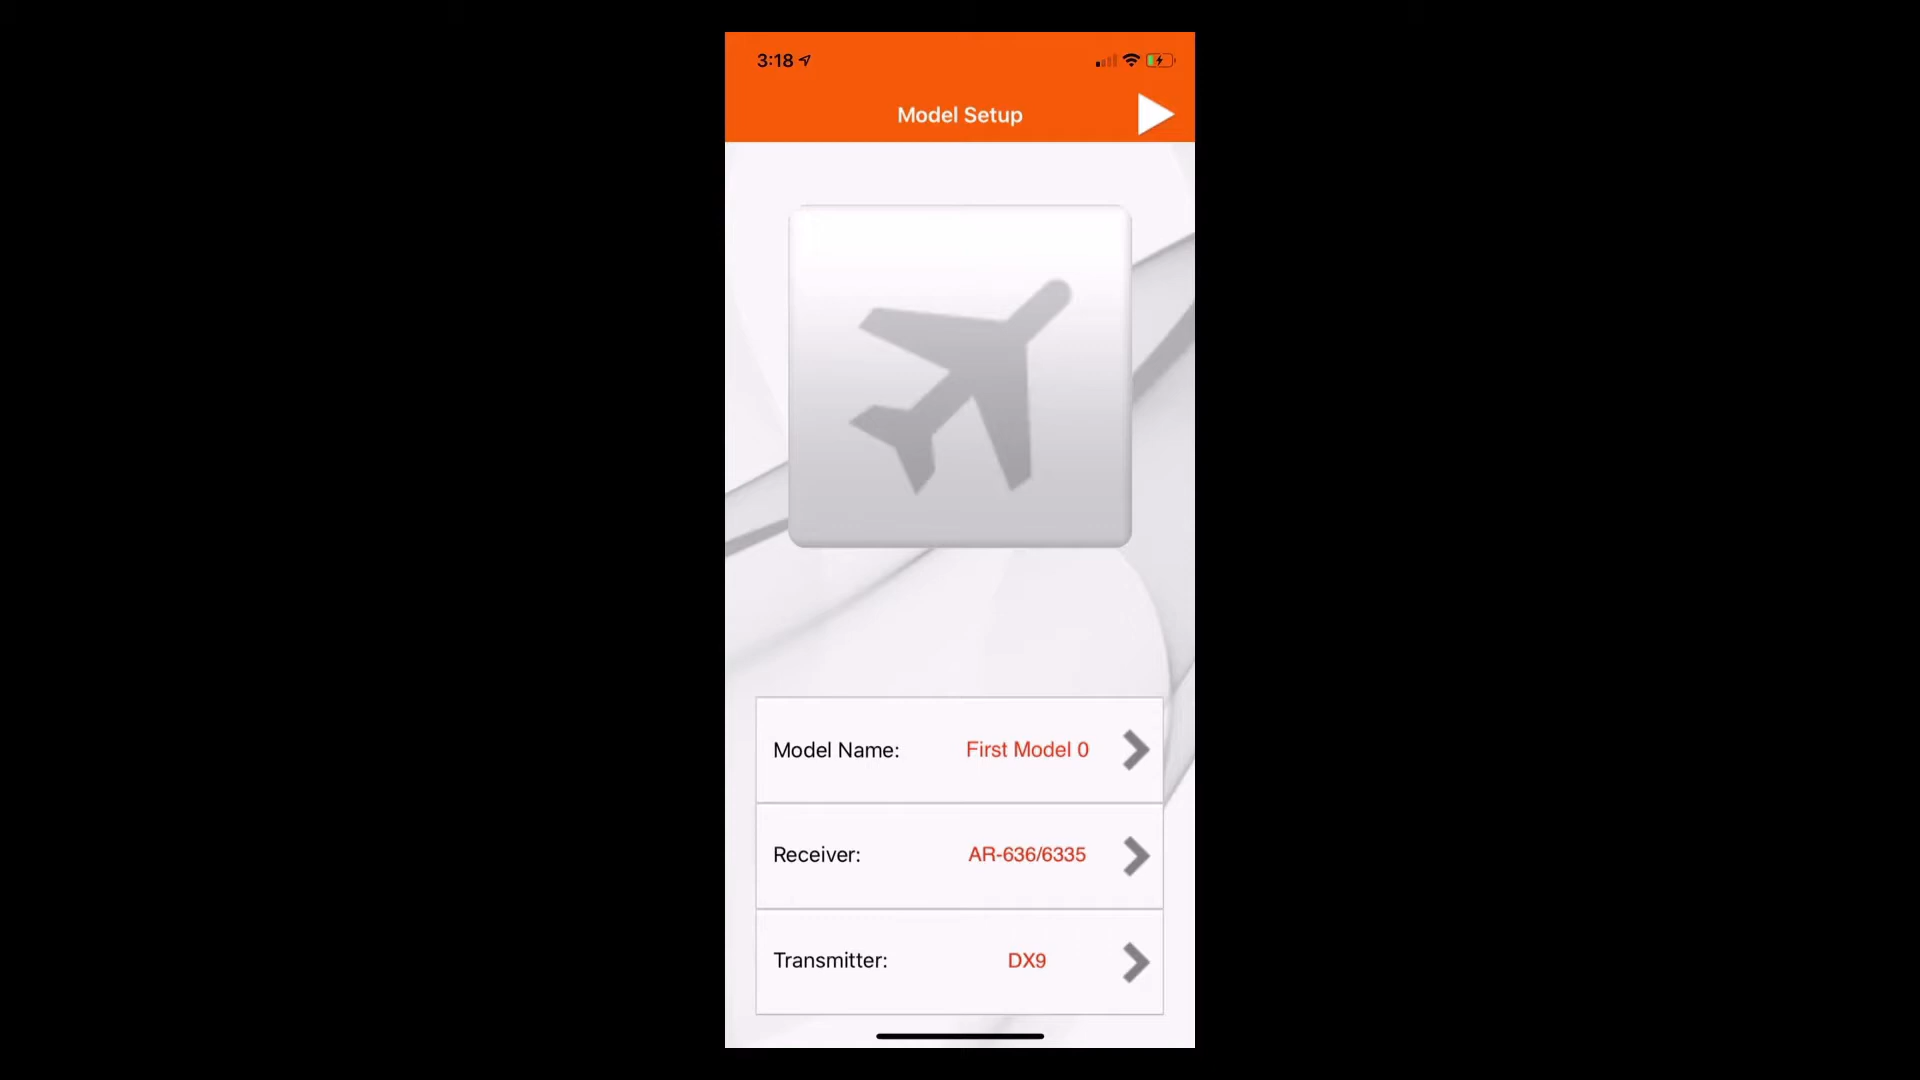 3:18
Model Setup
Model Name: First Model 0
Receiver: AR-636/6335
Transmitter: DX9